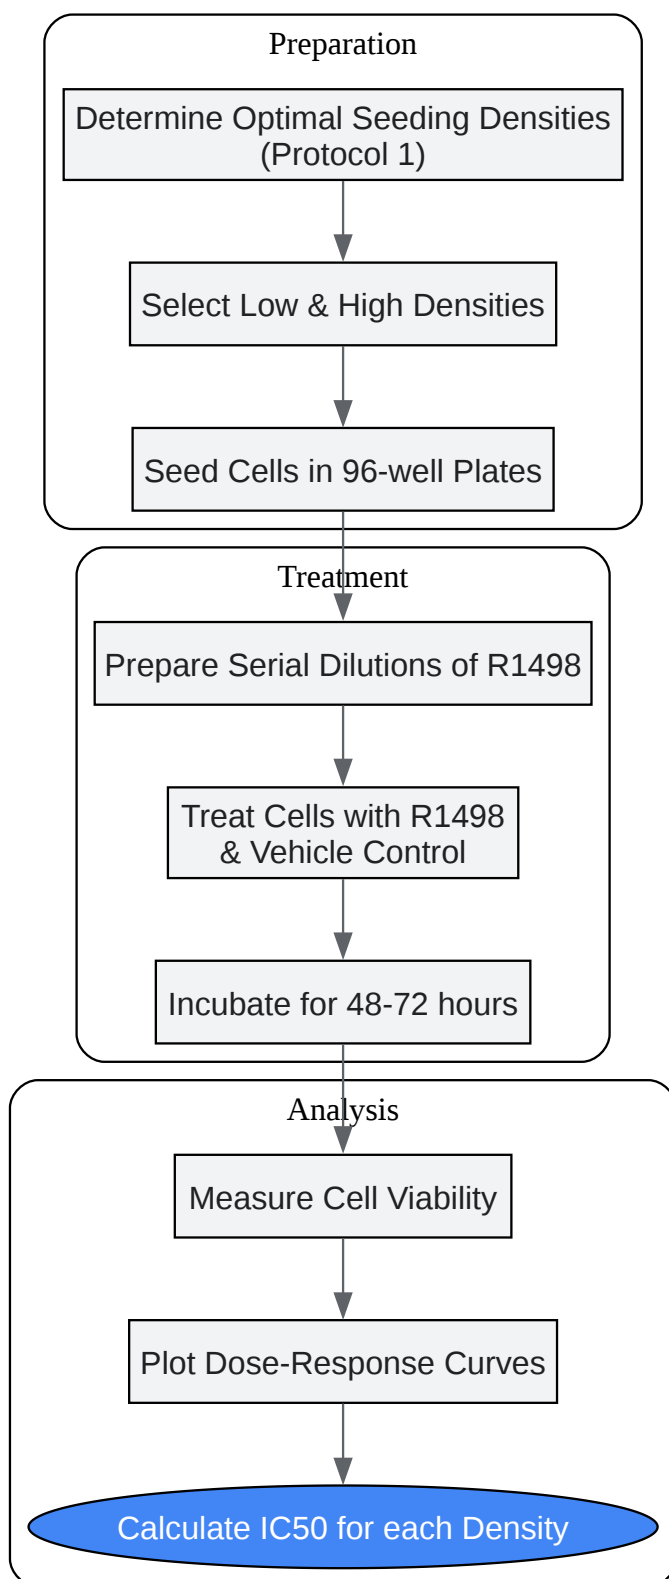 Preparation
Determine Optimal Seeding Densities
(Protocol 1)
Select Low & High Densities
Seed Cells in 96-well Plates
Treatment
Prepare Serial Dilutions of R1498
Treat Cells with R1498
& Vehicle Control
Incubate for 48-72 hours
Analysis
Measure Cell Viability
Plot Dose-Response Curves
Calculate IC50 for each Density